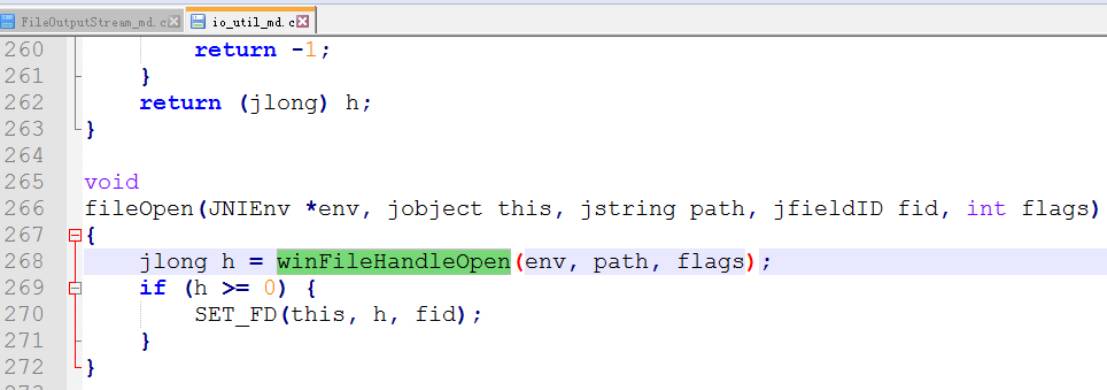 FileOutputStream_md.c io_util_md.c
260 return -1;
261 }
262 return (jlong) h;
263 }
264
265 void
266 fileOpen(JNIEnv *env, jobject this, jstring path, jfieldID fid, int flags)
267 {
268 jlong h = winFileHandleOpen(env, path, flags);
269 if (h >= 0) {
270 SET_FD(this, h, fid);
271 }
272 }